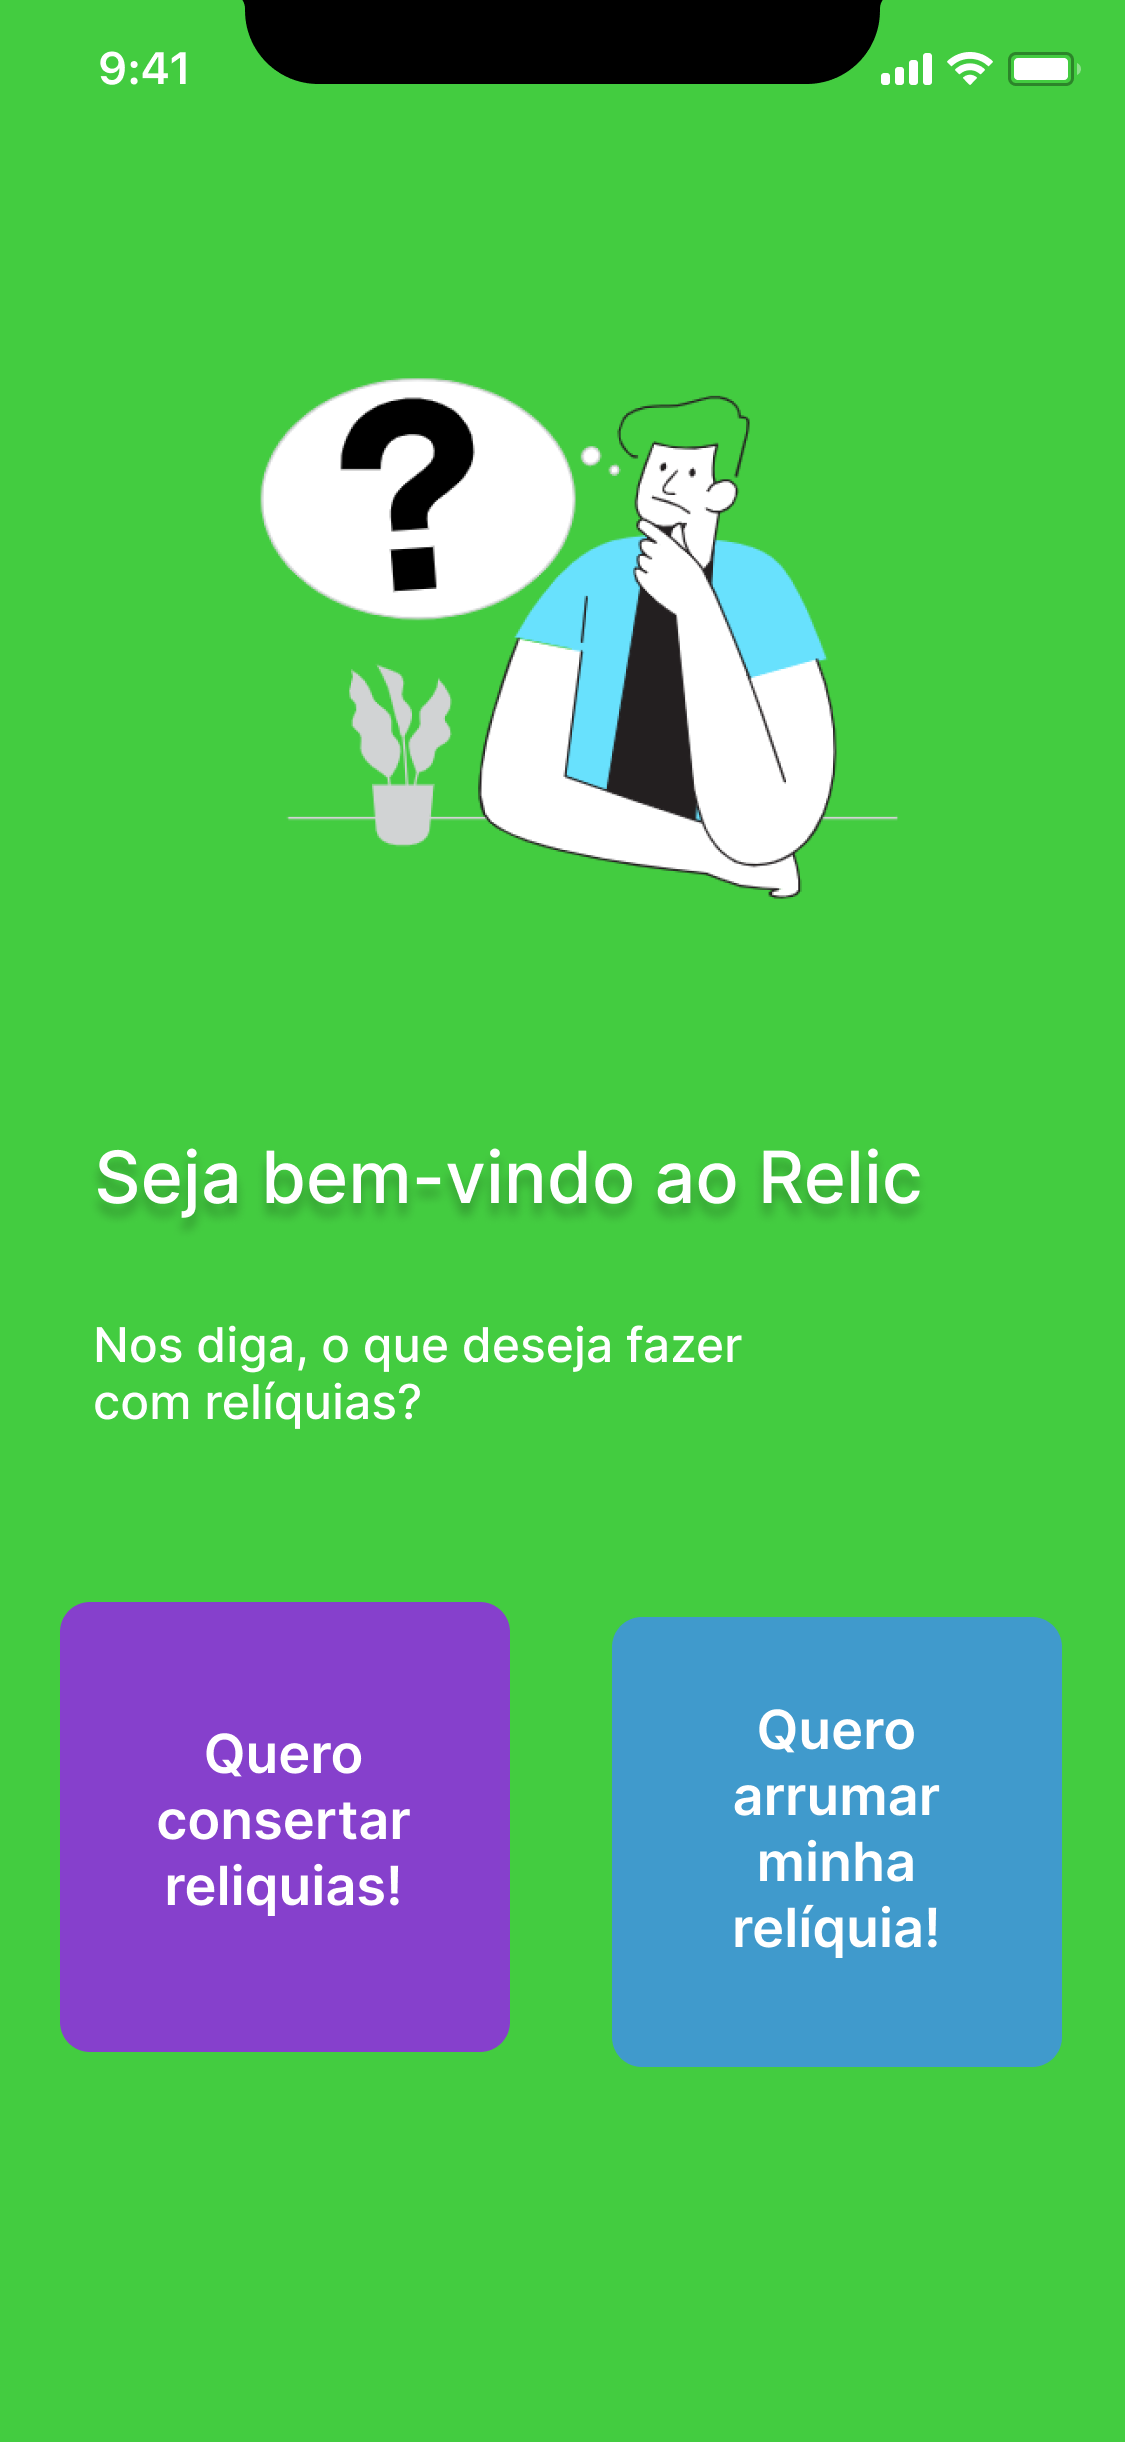 9:41
?
Seja bem-vindo ao Relic
Nos diga, o que deseja fazer
com relíquias?
Quero
consertar
reliquias!
Quero
arrumar
minha
relíquia!